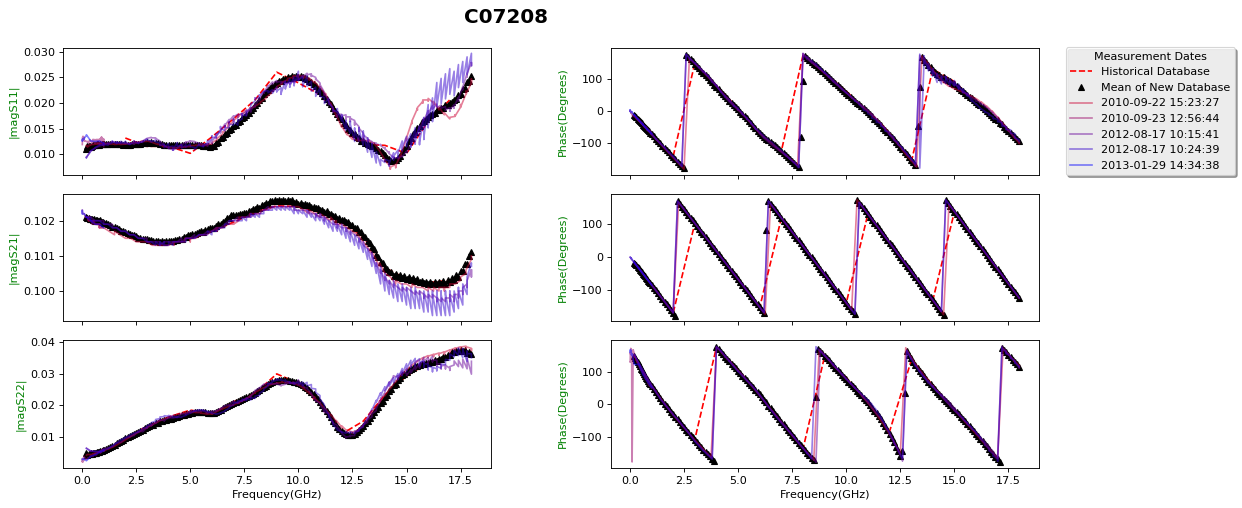 C07208
|magS11|
0.030
0.025
0.020
0.015
0.010
Phase(Degrees)
100
0
−100
Measurement Dates
Historical Database
Mean of New Database
2010-09-22 15:23:27
2010-09-23 12:56:44
2012-08-17 10:15:41
2012-08-17 10:24:39
2013-01-29 14:34:38
|magS21|
0.102
0.101
0.100
Phase(Degrees)
100
0
−100
|magS22|
0.04
0.03
0.02
0.01
0.0 2.5 5.0 7.5 10.0 12.5 15.0 17.5
Frequency(GHz)
Phase(Degrees)
100
0
−100
0.0 2.5 5.0 7.5 10.0 12.5 15.0 17.5
Frequency(GHz)